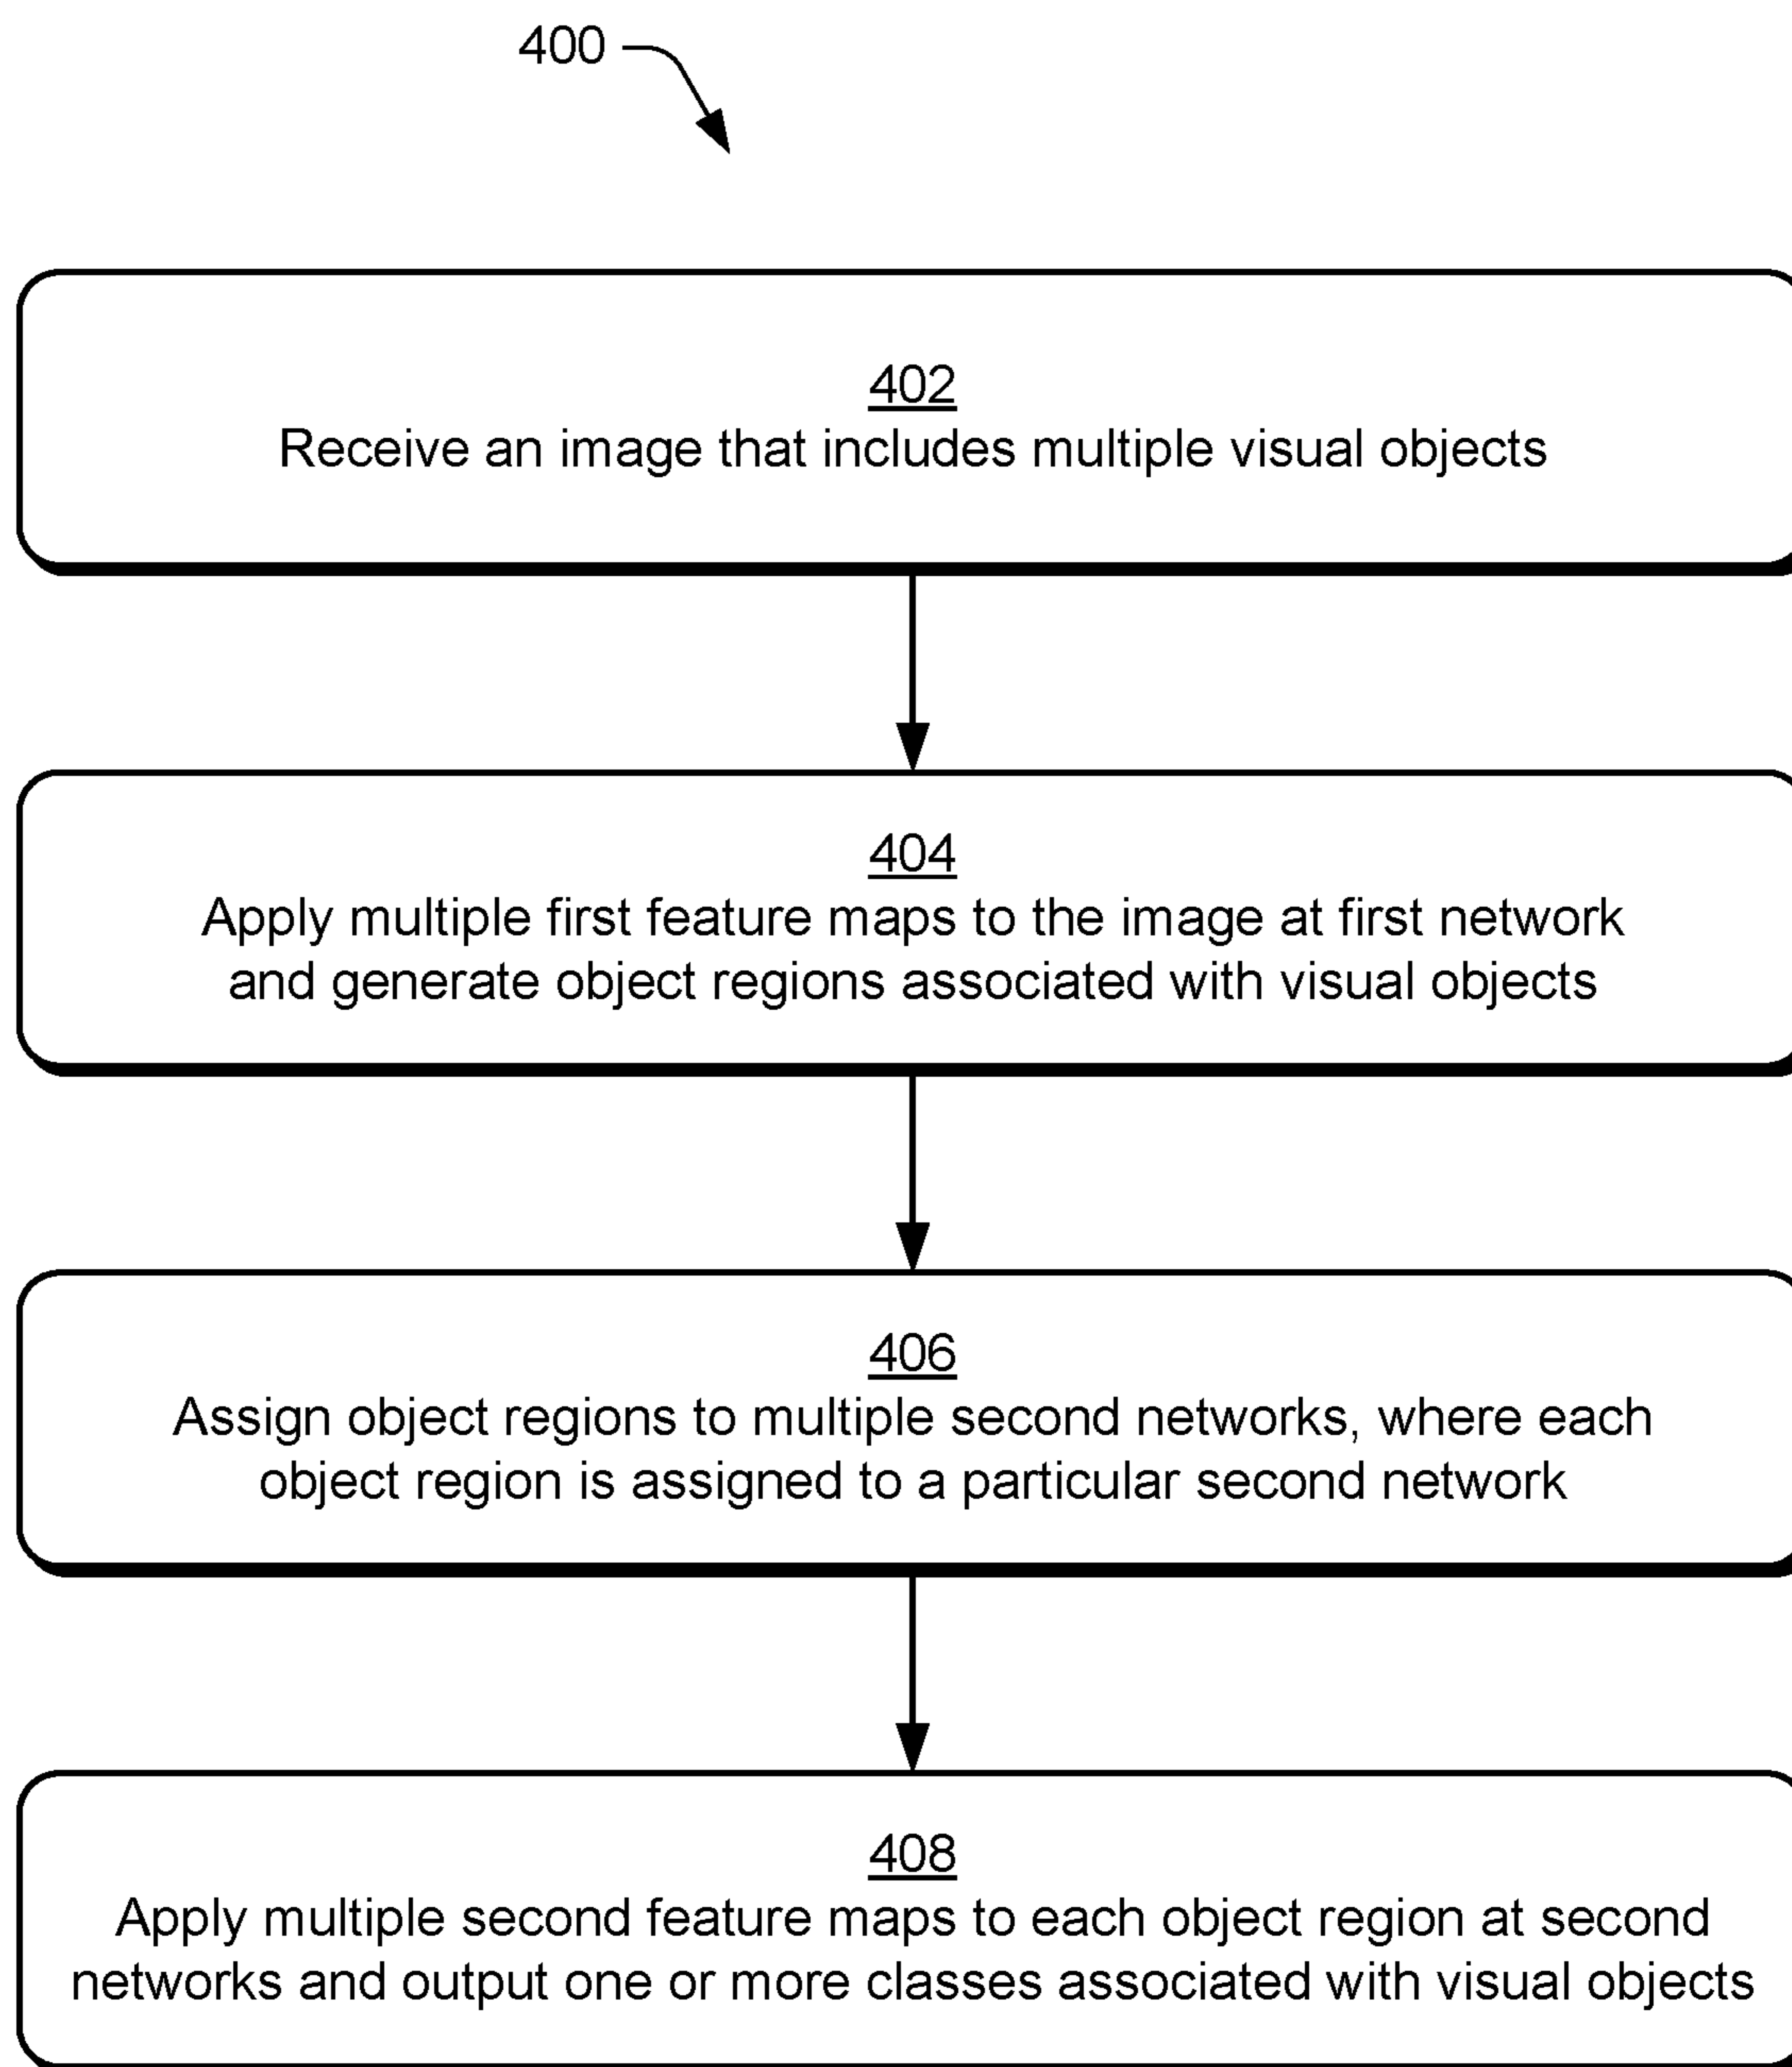 400
402
Receive an image that includes multiple visual objects
404
Apply multiple first feature maps to the image at first network
and generate object regions associated with visual objects
406
Assign object regions to multiple second networks, where each
object region is assigned to a particular second network
408
Apply multiple second feature maps to each object region at second
networks and output one or more classes associated with visual objects